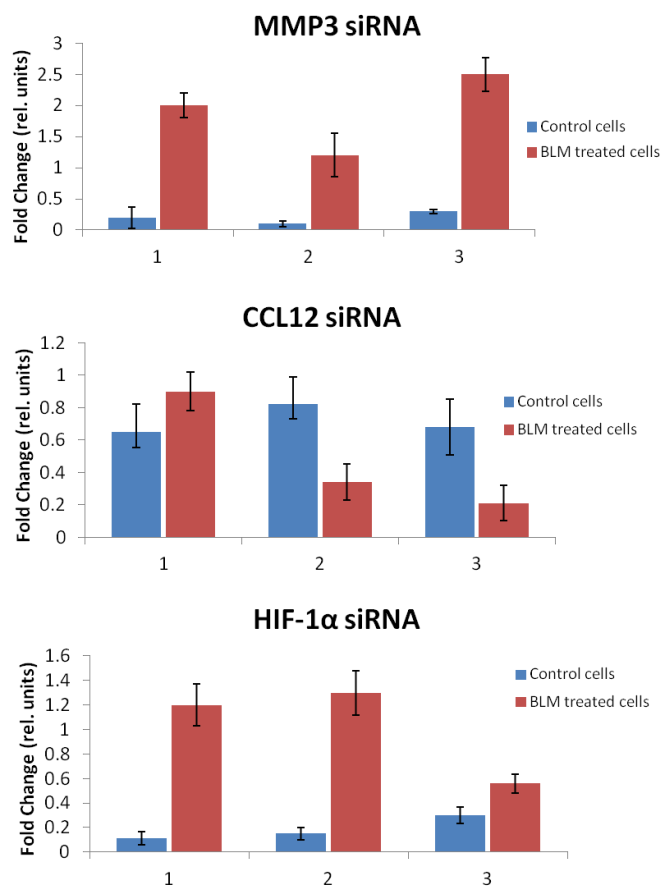 MMP3 siRNA
Fold Change (rel. units)
3
2.5
2
1.5
1
0.5
0
1
2
3
Control cells
BLM treated cells
CCL12 siRNA
Fold Change (rel. units)
1.2
1
0.8
0.6
0.4
0.2
0
1
2
3
Control cells
BLM treated cells
HIF-1α siRNA
Fold Change (rel. units)
1.6
1.4
1.2
1
0.8
0.6
0.4
0.2
0
1
2
3
Control cells
BLM treated cells